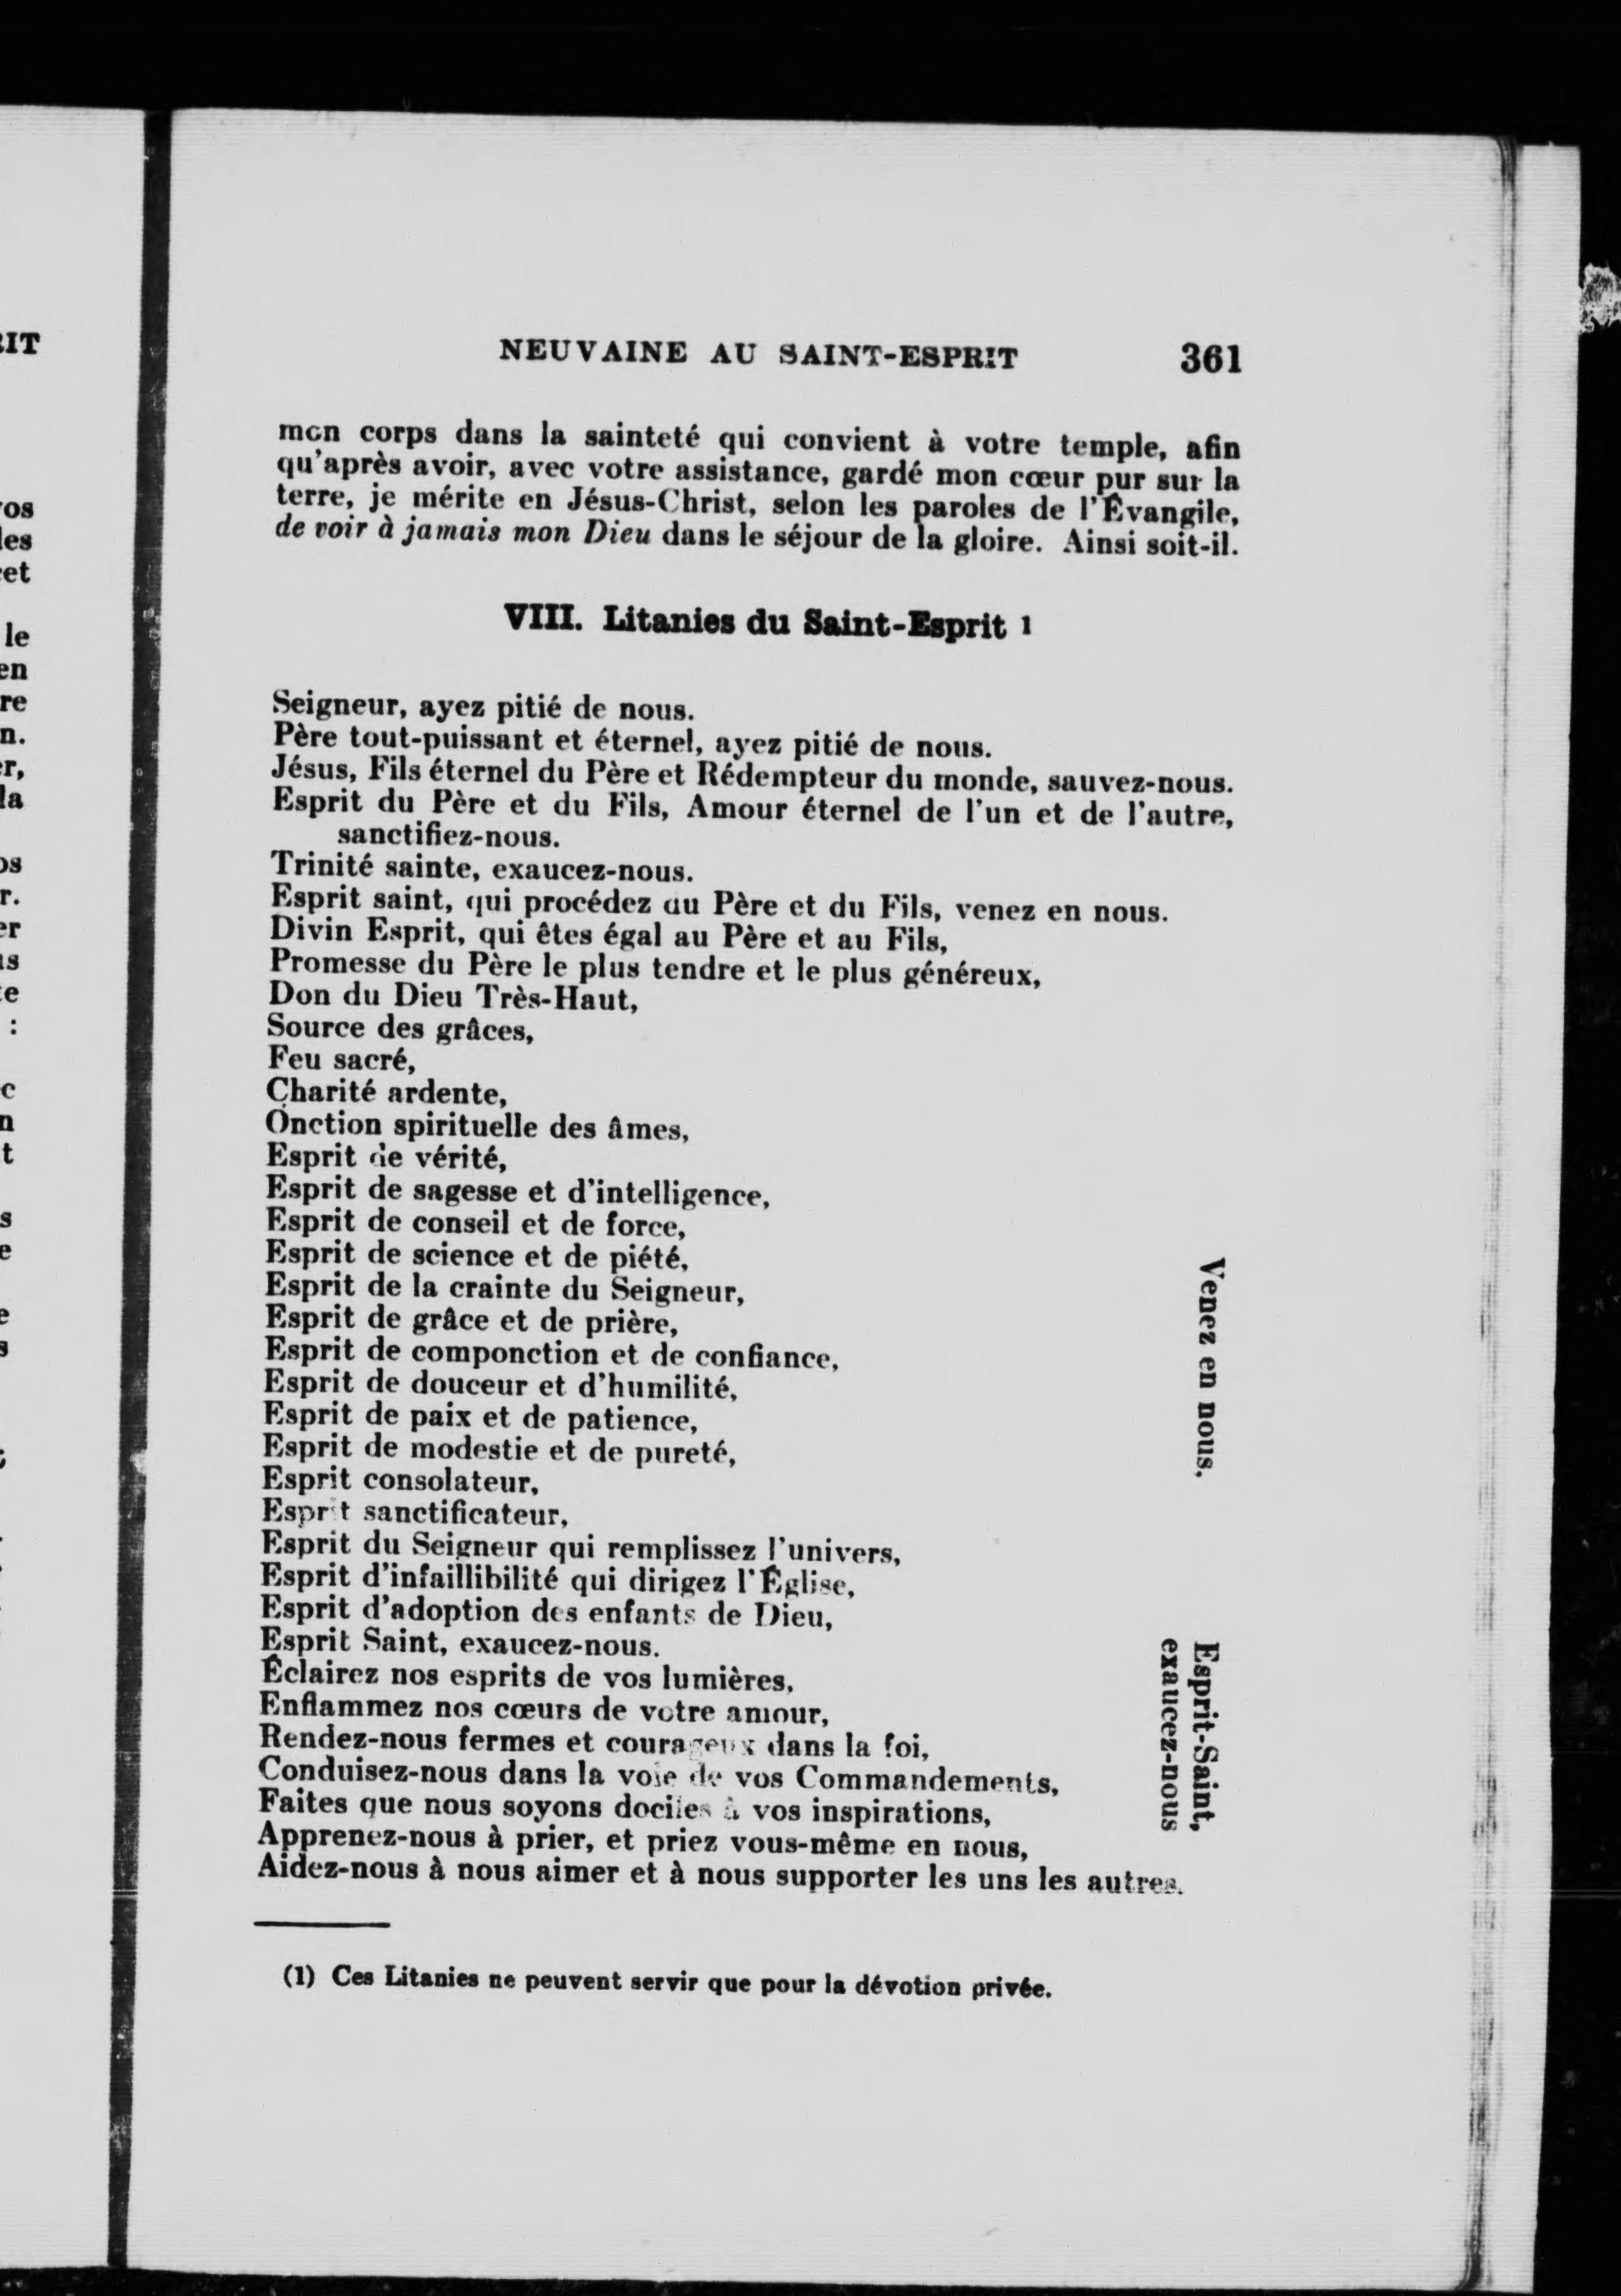 NEUVAINE AU SAINT-ESPRIT 361
mon corps dans la sainteté qui convient à votre temple, afin
qu'après avoir, avec votre assistance, gardé mon cœur pur sur la
terre, je mérite en Jésus-Christ, selon les paroles de l'Évangile,
de voir à jamais mon Dieu dans le séjour de la gloire. Ainsi soit-il.
VIII. Litanies du Saint-Esprit 1
Seigneur, ayez pitié de nous.
Père tout-puissant et éternel, ayez pitié de nous.
Jésus, Fils éternel du Père et Rédempteur du monde, sauvez-nous.
Esprit du Père et du Fils, Amour éternel de l'un et de l'autre,
sanctifiez-nous.
Trinité sainte, exaucez-nous.
Esprit saint, qui procédez du Père et du Fils, venez en nous.
Divin Esprit, qui êtes égal au Père et au Fils,
Promesse du Père le plus tendre et le plus généreux,
Don du Dieu Très-Haut,
Source des grâces,
Feu sacré,
Charité ardente,
Onction spirituelle des âmes,
Esprit de vérité,
Esprit de sagesse et d'intelligence,
Esprit de conseil et de force,
Esprit de science et de piété,
Esprit de la crainte du Seigneur,
Esprit de grâce et de prière,
Esprit de componction et de confiance,
Esprit de douceur et d'humilité,
Esprit de paix et de patience,
Esprit de modestie et de pureté,
Esprit consolateur,
Esprit sanctificateur,
Esprit du Seigneur qui remplissez l'univers,
Esprit d'infaillibilité qui dirigez l'Église,
Esprit d'adoption des enfants de Dieu,
Venez en nous.
Esprit Saint, exaucez-nous.
Éclairez nos esprits de vos lumières,
Enflammez nos cœurs de votre amour,
Rendez-nous fermes et courageux dans la foi,
Conduisez-nous dans la voie de vos Commandements,
Faites que nous soyons dociles à vos inspirations,
Apprenez-nous à prier, et priez vous-même en nous,
Aidez-nous à nous aimer et à nous supporter les uns les autres.
Esprit-Saint,
exaucez-nous
(1) Ces Litanies ne peuvent servir que pour la dévotion privée.